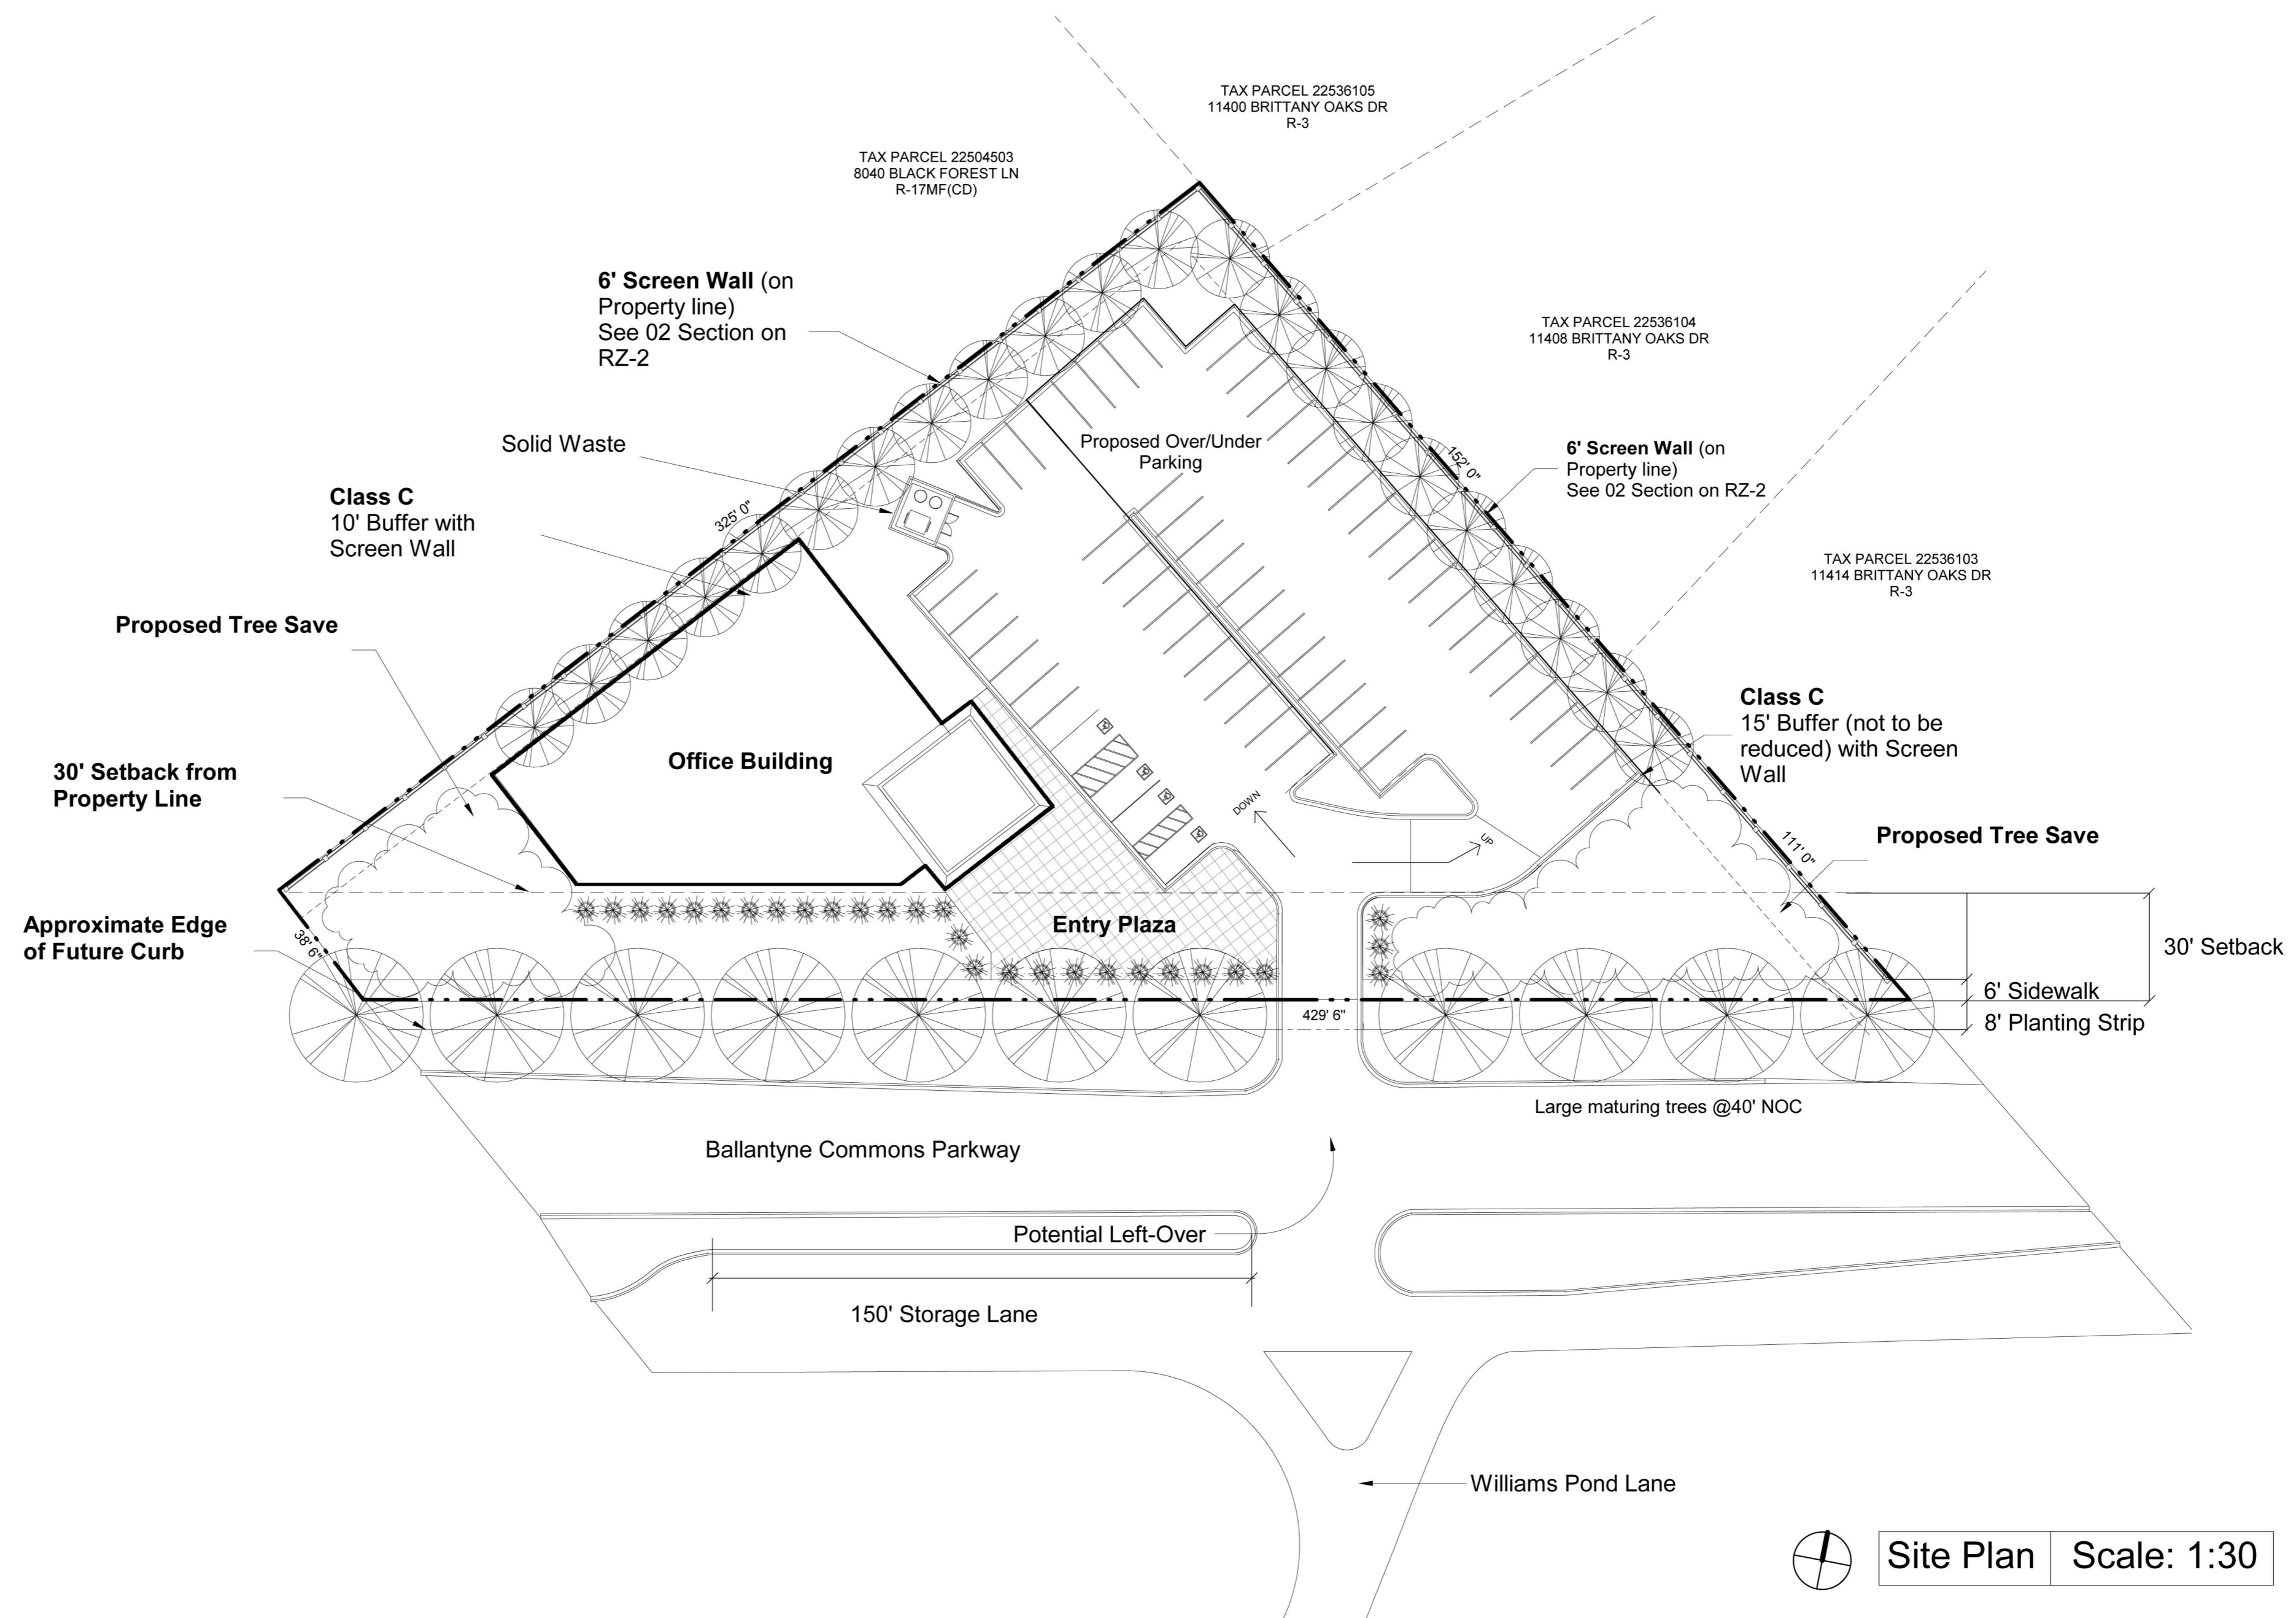 TAX PARCEL 22536105
11400 BRITTANY OAKS DR
R-3
TAX PARCEL 22504503
8040 BLACK FOREST LN
R-17MF(CD)
6' Screen Wall (on
Property line)
See 02 Section on
RZ-2
TAX PARCEL 22536104
11408 BRITTANY OAKS DR
R-3
Solid Waste
Proposed Over/Under
Parking
152' 0"
6' Screen Wall (on
Property line)
See 02 Section on RZ-2
Class C
10' Buffer with
Screen Wall
325' 0"
TAX PARCEL 22536103
11414 BRITTANY OAKS DR
R-3
Proposed Tree Save
Class C
15' Buffer (not to be
reduced) with Screen
Wall
30' Setback from
Property Line
Office Building
DOWN
UP
111' 0"
Proposed Tree Save
Approximate Edge
of Future Curb
38' 6"
Entry Plaza
30' Setback
6' Sidewalk
8' Planting Strip
429' 6"
Large maturing trees @40' NOC
Ballantyne Commons Parkway
Potential Left-Over
150' Storage Lane
Williams Pond Lane
Site Plan
Scale: 1:30